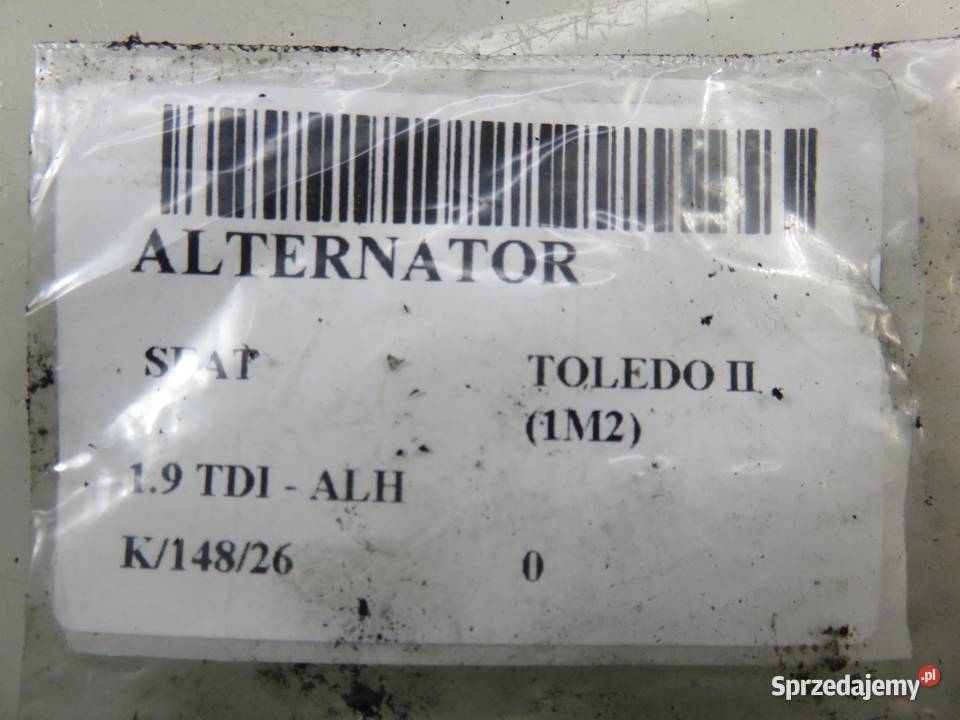 ALTERNATOR
SEAT TOLEDO II
(1M2)
1.9 TDI - ALH
K/148/26 0
Sprzedajemy.pl